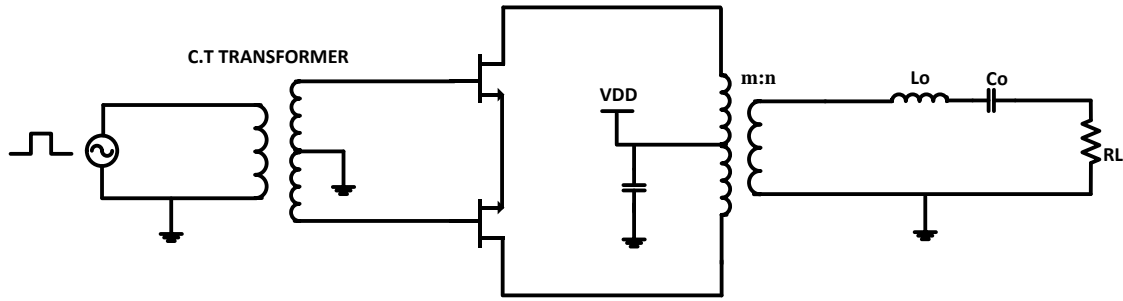 C.T TRANSFORMER
VDD
m:n
Lo
Co
RL